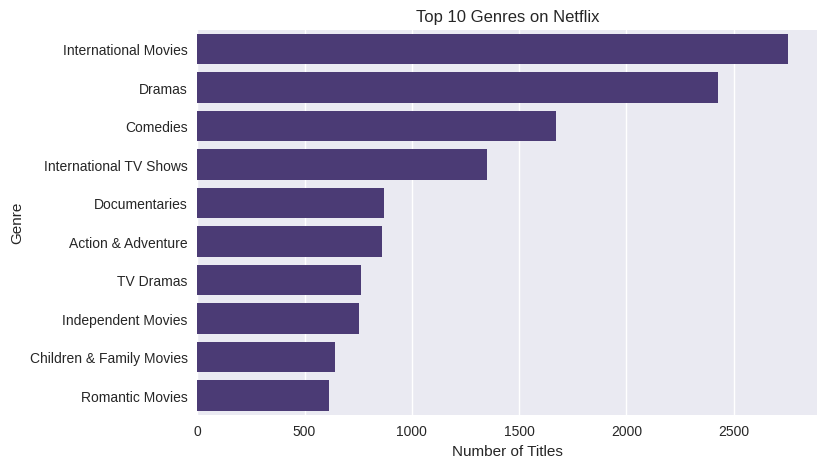 Top 10 Genres on Netflix
International Movies
Dramas
Comedies
International TV Shows
Documentaries
Action & Adventure
TV Dramas
Independent Movies
Children & Family Movies
Romantic Movies
Genre
0 500 1000 1500 2000 2500
Number of Titles